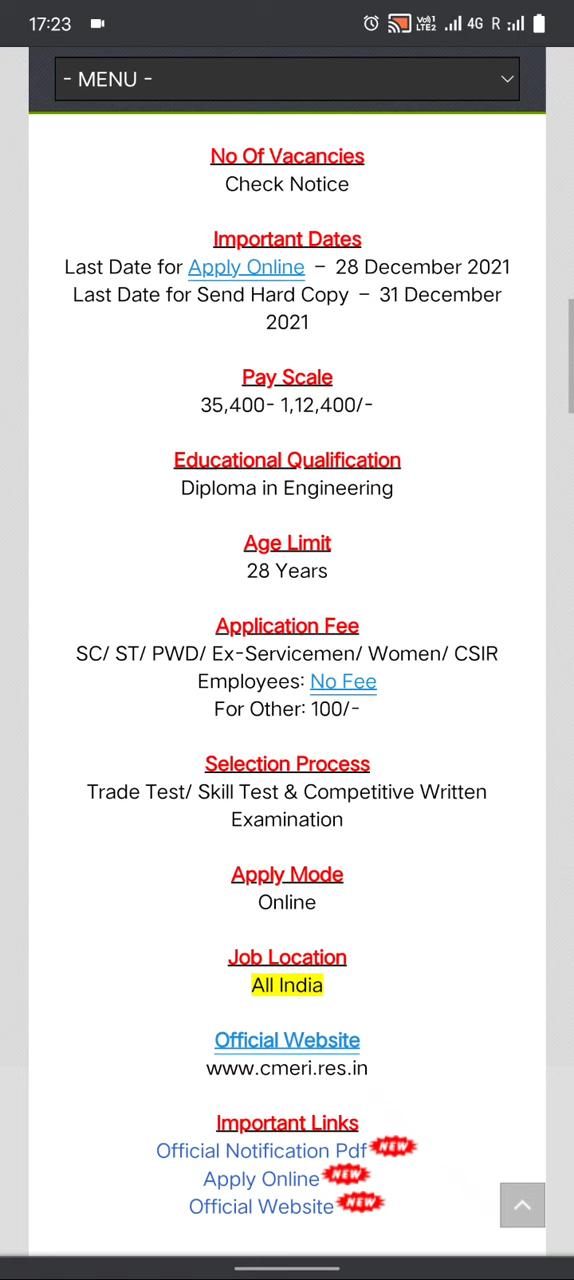 17:23
Vo)) 1
LTE2
4G
R
- MENU -
No Of Vacancies
Check Notice
Important Dates
Last Date for Apply Online – 28 December 2021
Last Date for Send Hard Copy – 31 December
2021
Pay Scale
35,400- 1,12,400/-
Educational Qualification
Diploma in Engineering
Age Limit
28 Years
Application Fee
SC/ ST/ PWD/ Ex-Servicemen/ Women/ CSIR
Employees: No Fee
For Other: 100/-
Selection Process
Trade Test/ Skill Test & Competitive Written
Examination
Apply Mode
Online
Job Location
All India
Official Website
www.cmeri.res.in
Important Links
Official Notification Pdf NEW
Apply Online NEW
Official Website NEW